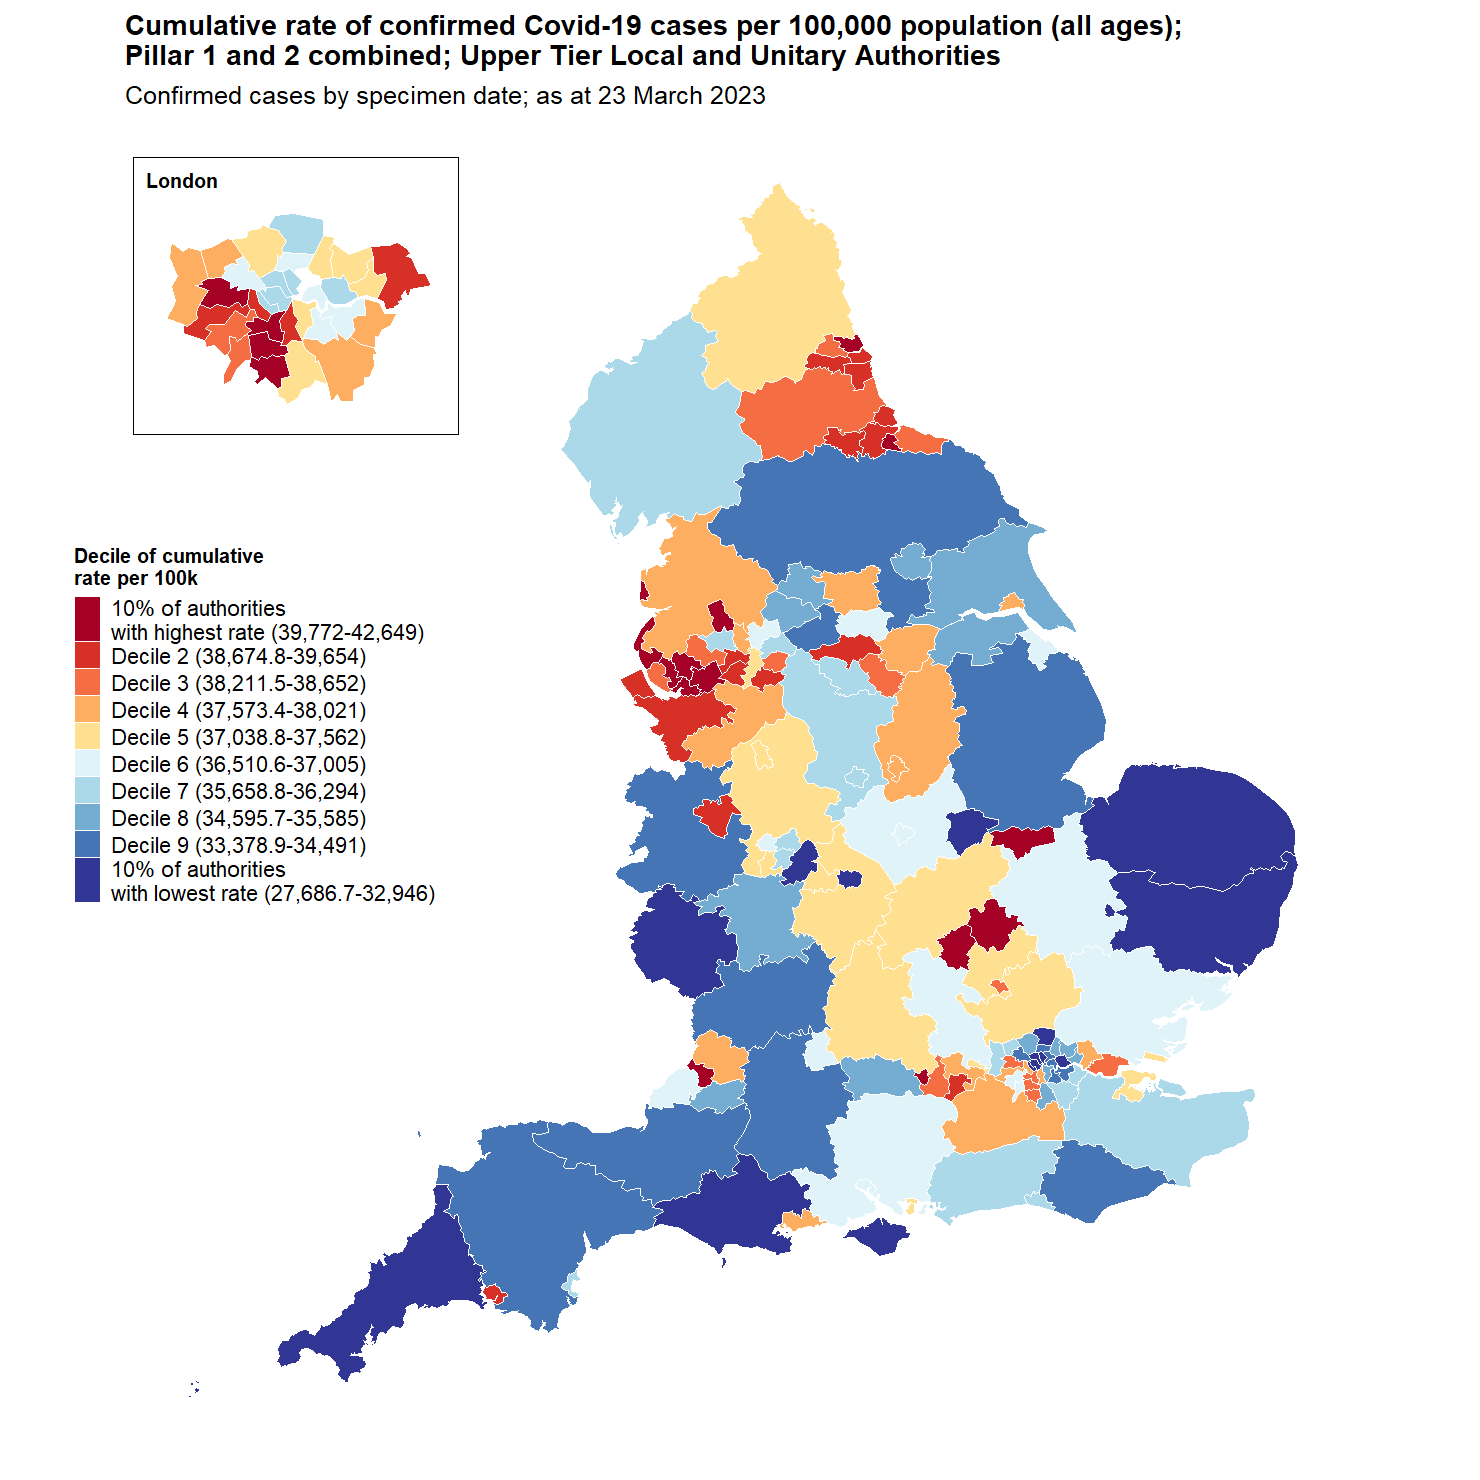 Cumulative rate of confirmed Covid-19 cases per 100,000 population (all ages);
Pillar 1 and 2 combined; Upper Tier Local and Unitary Authorities
Confirmed cases by specimen date; as at 23 March 2023
London
Decile of cumulative
rate per 100k
10% of authorities
with highest rate (39,772-42,649)
Decile 2 (38,674.8-39,654)
Decile 3 (38,211.5-38,652)
Decile 4 (37,573.4-38,021)
Decile 5 (37,038.8-37,562)
Decile 6 (36,510.6-37,005)
Decile 7 (35,658.8-36,294)
Decile 8 (34,595.7-35,585)
Decile 9 (33,378.9-34,491)
10% of authorities
with lowest rate (27,686.7-32,946)